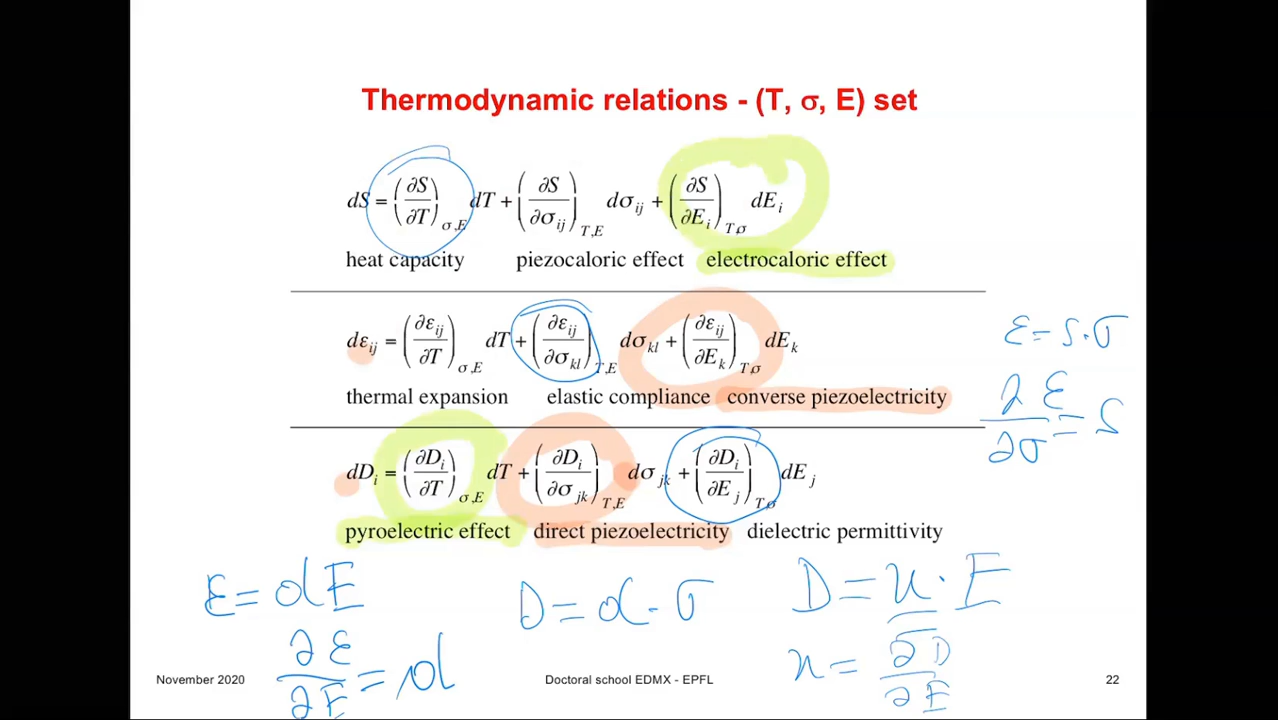 Thermodynamic relations - (T, σ, E) set
dS = (∂S/∂T)σ,E dT + (∂S/∂σij)T,E dσij + (∂S/∂Ei)T,σ dEi
heat capacity piezocaloric effect electrocaloric effect
dεij = (∂εij/∂T)σ,E dT + (∂εij/∂σkl)T,E dσkl + (∂εij/∂Ek)T,σ dEk
ε = S·σ
thermal expansion elastic compliance converse piezoelectricity
∂ε/∂σ = S
dDi = (∂Di/∂T)σ,E dT + (∂Di/∂σjk)T,E dσjk + (∂Di/∂Ej)T,σ dEj
pyroelectric effect direct piezoelectricity dielectric permittivity
ε = dE
D = d·σ
D = κ·E
∂ε/∂E = d
κ = ∂D/∂E
November 2020 Doctoral school EDMX - EPFL 22